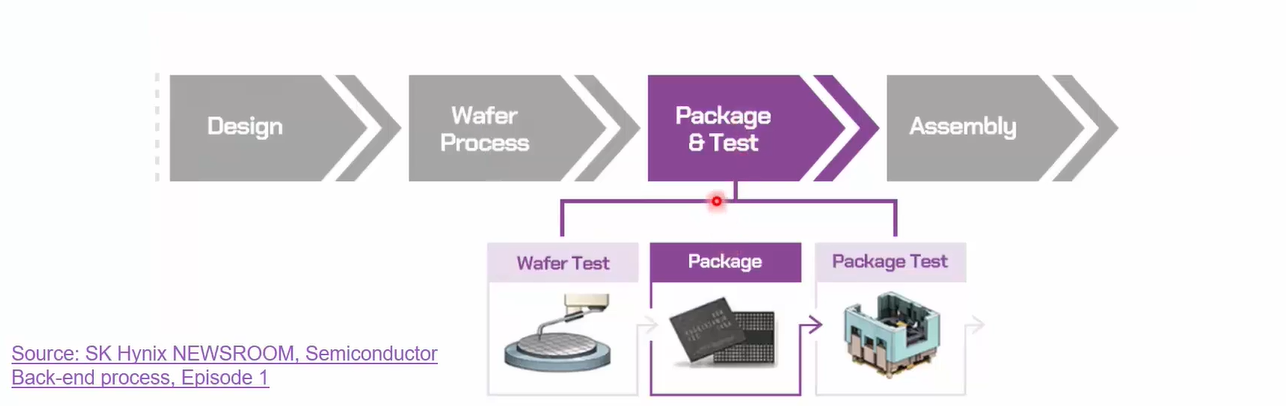 Design
Wafer
Process
Package
& Test
Assembly
Wafer Test
Package
Package Test
Source: SK Hynix NEWSROOM, Semiconductor
Back-end process, Episode 1